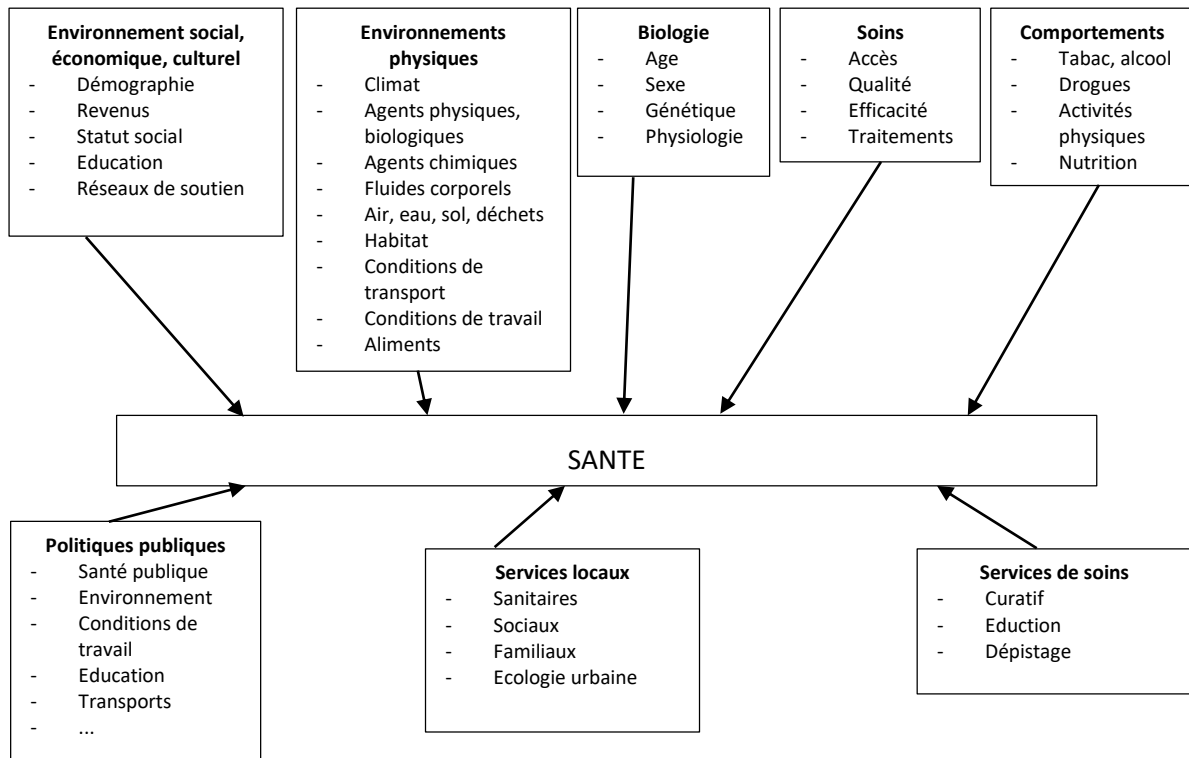 Environnement social,
économique, culturel
- Démographie
- Revenus
- Statut social
- Education
- Réseaux de soutien
Environnements
physiques
- Climat
- Agents physiques,
biologiques
- Agents chimiques
- Fluides corporels
- Air, eau, sol, déchets
- Habitat
- Conditions de
transport
- Conditions de travail
- Aliments
Biologie
- Age
- Sexe
- Génétique
- Physiologie
Soins
- Accès
- Qualité
- Efficacité
- Traitements
Comportements
- Tabac, alcool
- Drogues
- Activités
physiques
- Nutrition
SANTE
Politiques publiques
- Santé publique
- Environnement
- Conditions de
travail
- Education
- Transports
- ...
Services locaux
- Sanitaires
- Sociaux
- Familiaux
- Ecologie urbaine
Services de soins
- Curatif
- Eduction
- Dépistage